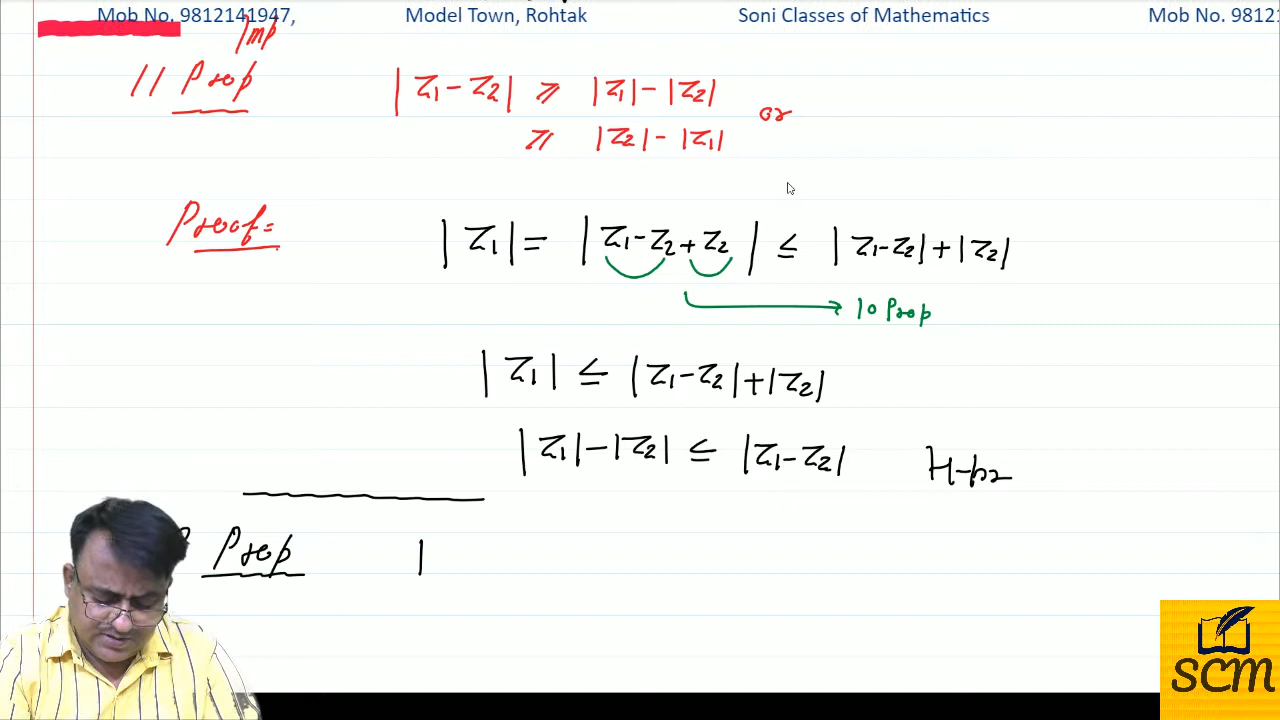 Mob No. 9812141947, Model Town, Rohtak Soni Classes of Mathematics Mob No. 9812
Imp
11 Prop |Z1-Z2| ≥ |Z1|-|Z2| or
≥ |Z2|-|Z1|
Proof= |Z1| = |Z1-Z2+Z2| ≤ |Z1-Z2|+|Z2|
10 Prop
|Z1| ≤ |Z1-Z2|+|Z2|
|Z1|-|Z2| ≤ |Z1-Z2| H-pr
Prop |
SCM